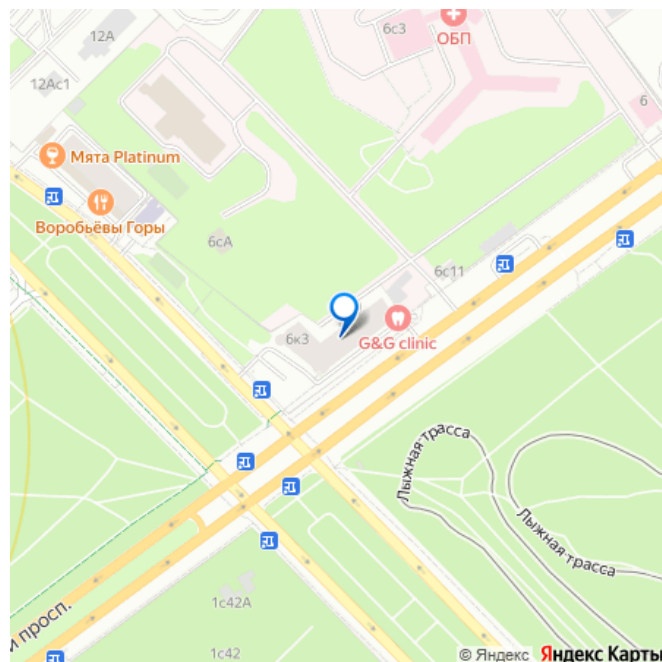 6с3
ОБП
12А
12Ас1
6
Мята Platinum
Воробьёвы Горы
6сА
6с11
6к3
G&G clinic
Лыжная трасса
Лыжная трасса
1с42А
и просп.
1с42
© Яндекс Яндекс Карты